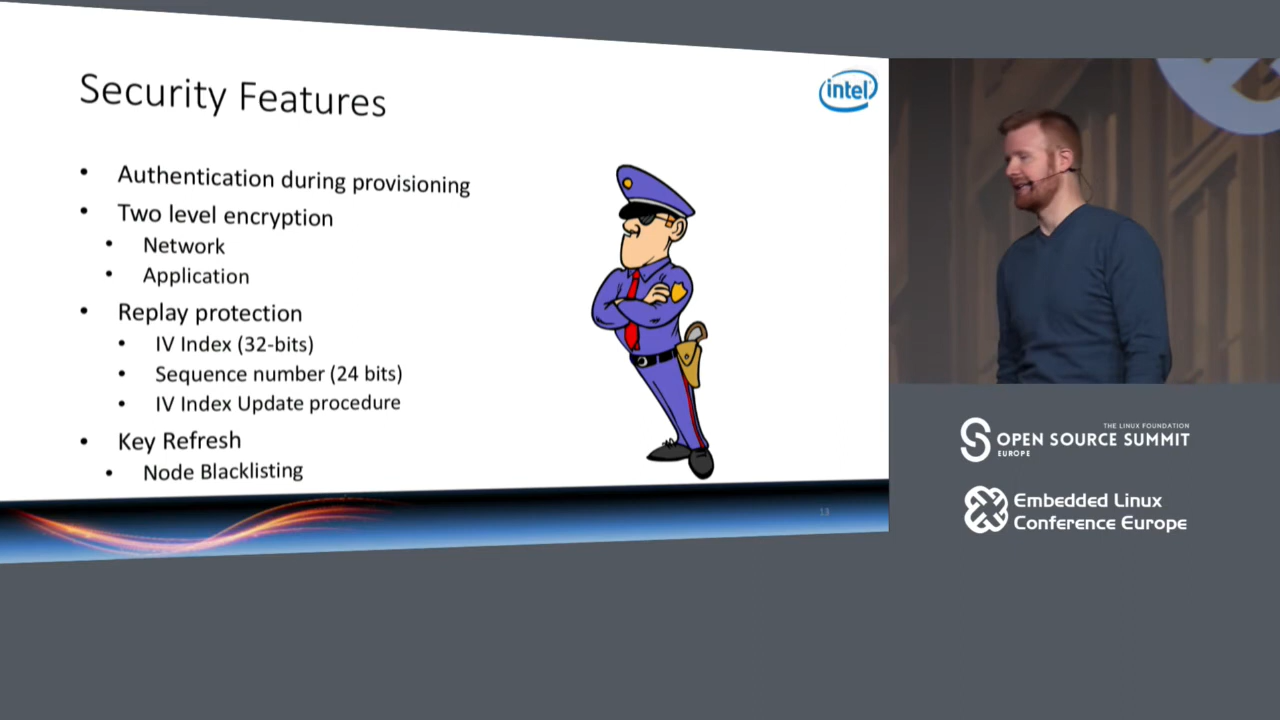 Security Features
intel
• Authentication during provisioning
• Two level encryption
• Network
• Application
• Replay protection
• IV Index (32-bits)
• Sequence number (24 bits)
• IV Index Update procedure
• Key Refresh
• Node Blacklisting
13
THE LINUX FOUNDATION
OPEN SOURCE SUMMIT
EUROPE
Embedded Linux
Conference Europe